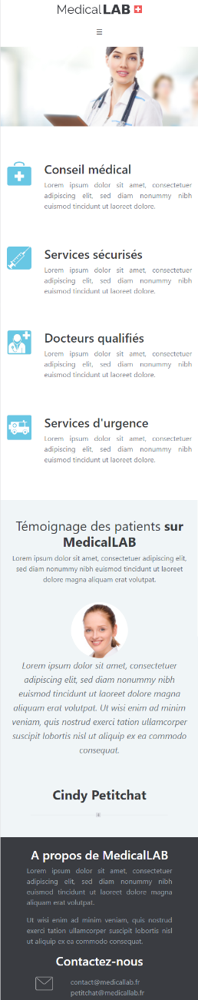 MedicalLAB
Conseil médical
Lorem ipsum dolor sit amet, consectetuer
adipiscing elit, sed diam nonummy nibh
euismod tincidunt ut laoreet dolore.
Services sécurisés
Lorem ipsum dolor sit amet, consectetuer
adipiscing elit, sed diam nonummy nibh
euismod tincidunt ut laoreet dolore.
Docteurs qualifiés
Lorem ipsum dolor sit amet, consectetuer
adipiscing elit, sed diam nonummy nibh
euismod tincidunt ut laoreet dolore.
Services d'urgence
Lorem ipsum dolor sit amet, consectetuer
adipiscing elit, sed diam nonummy nibh
euismod tincidunt ut laoreet dolore.
Témoignage des patients sur
MedicalLAB
Lorem ipsum dolor sit amet, consectetuer adipiscing elit,
sed diam nonummy nibh euismod tincidunt ut laoreet
dolore magna aliquam erat volutpat.
Lorem ipsum dolor sit amet, consectetuer
adipiscing elit, sed diam nonummy nibh
euismod tincidunt ut laoreet dolore magna
aliquam erat volutpat. Ut wisi enim ad minim
veniam, quis nostrud exerci tation ullamcorper
suscipit lobortis nisl ut aliquip ex ea commodo
consequat.
Cindy Petitchat
A propos de MedicalLAB
Lorem ipsum dolor sit amet, consectetuer
adipiscing elit, sed diam nonummy nibh
euismod tincidunt ut laoreet dolore magna
aliquam erat volutpat.
Ut wisi enim ad minim veniam, quis nostrud
exerci tation ullamcorper suscipit lobortis nisl
ut aliquip ex ea commodo consequat.
Contactez-nous
contact@medicallab.fr
petitchat@medicallab.fr